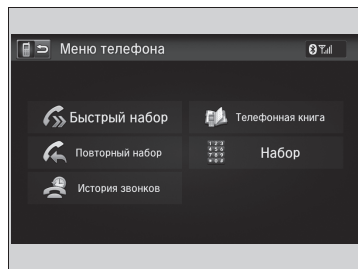 Меню телефона
Быстрый набор
Телефонная книга
Повторный набор
Набор
История звонков